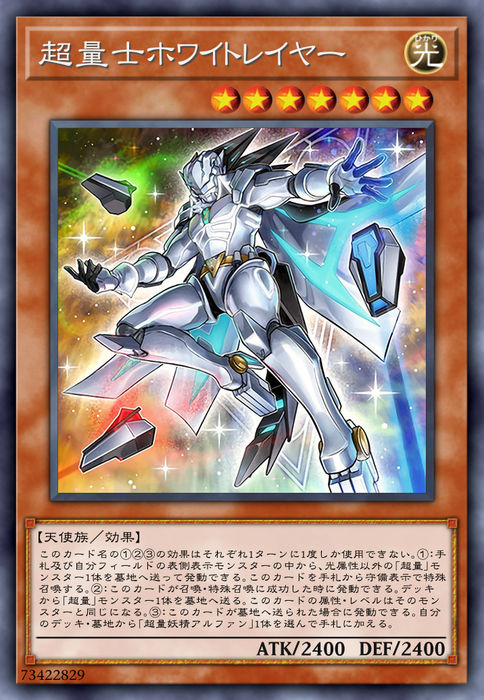 超量士ホワイトレイヤー
ひかり
光
【天使族／効果】
このカード名の①②③の効果はそれぞれ1ターンに1度しか使用できない。①:手
札及び自分フィールドの表側表示モンスターの中から、光属性以外の「超量」モ
ンスター1体を墓地へ送って発動できる。このカードを手札から守備表示で特殊
召喚する。②:このカードが召喚・特殊召喚に成功した時に発動できる。デッキ
から「超量」モンスター1体を墓地へ送る。このカードの属性・レベルはそのモン
スターと同じになる。③:このカードが墓地へ送られた場合に発動できる。自分
のデッキ・墓地から「超量妖精アルファン」1体を選んで手札に加える。
ATK/2400 DEF/2400
73422829